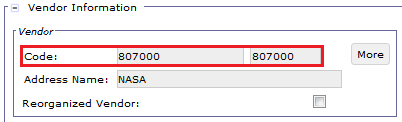 Vendor Information
Vendor
Code: 807000 807000 More
Address Name: NASA
Reorganized Vendor: